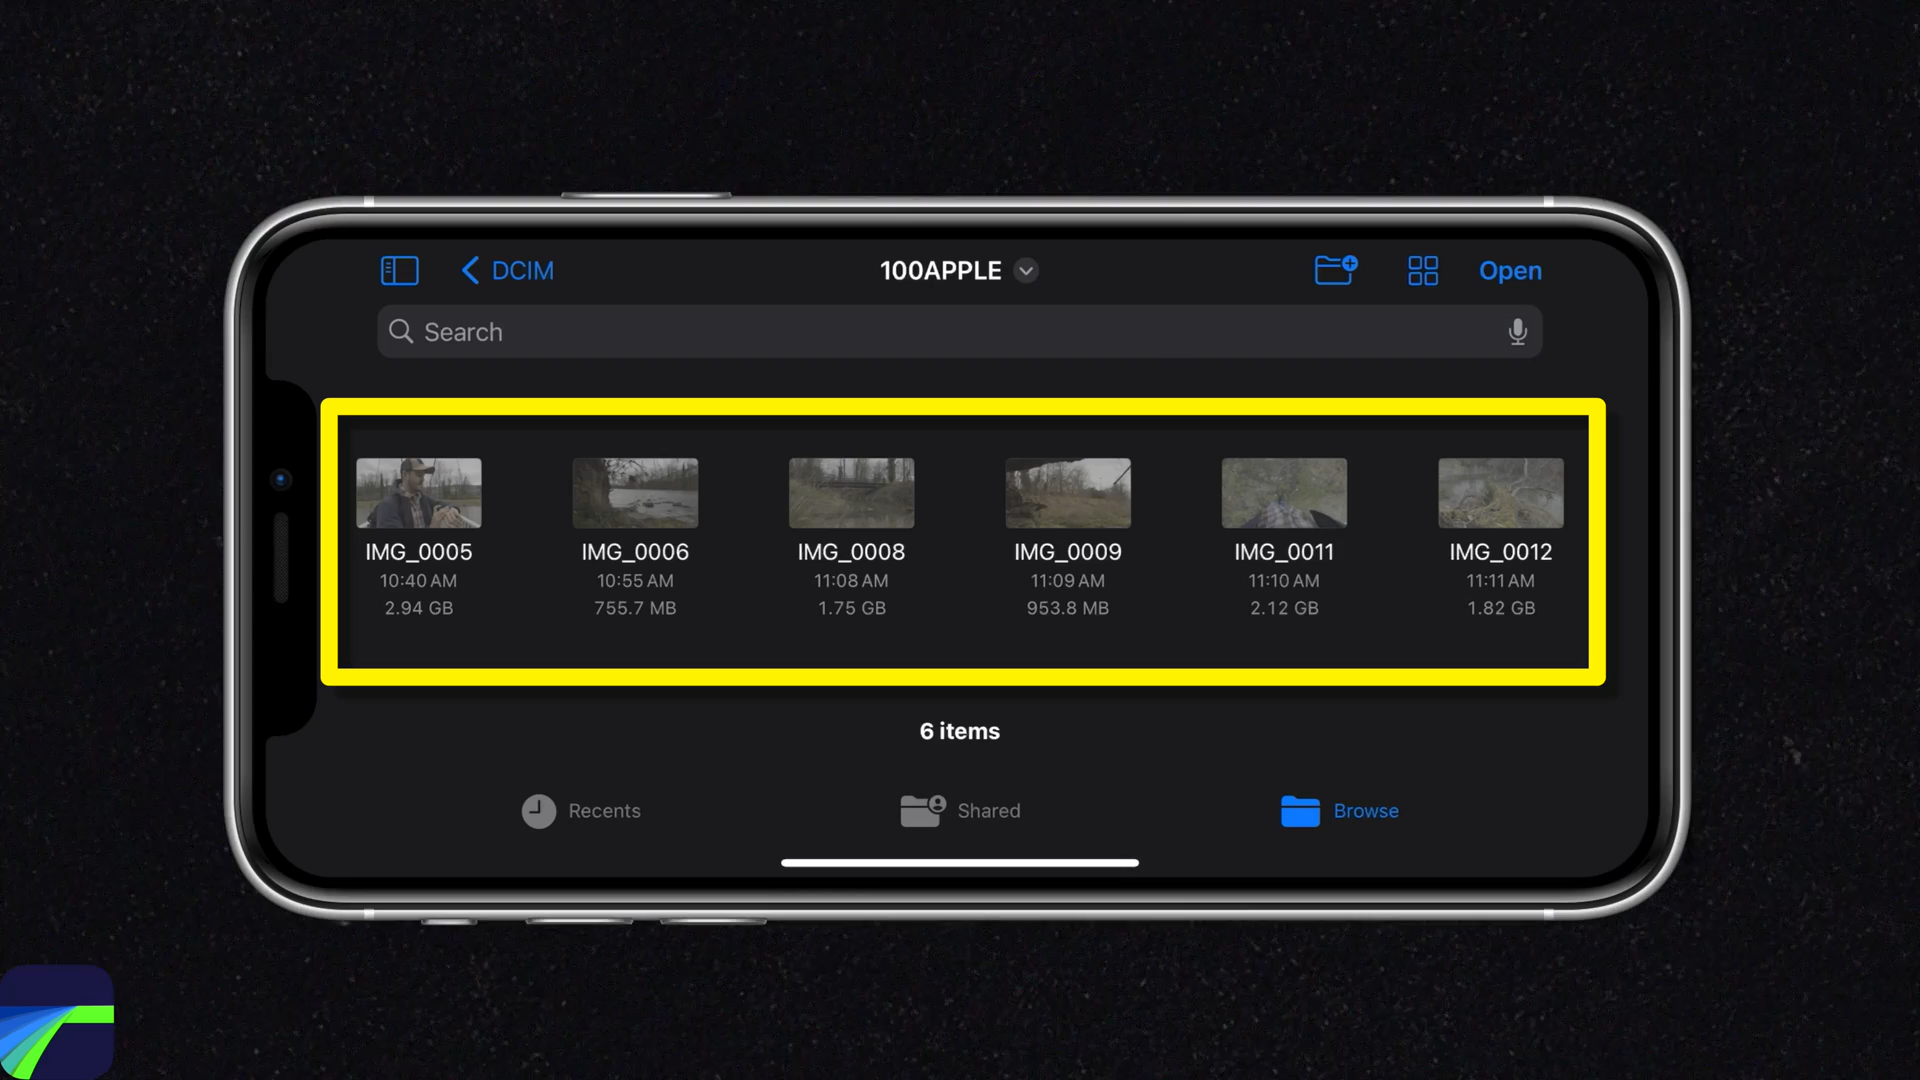 DCIM
100APPLE
Open
Search
IMG_0005
10:40 AM
2.94 GB
IMG_0006
10:55 AM
755.7 MB
IMG_0008
11:08 AM
1.75 GB
IMG_0009
11:09 AM
953.8 MB
IMG_0011
11:10 AM
2.12 GB
IMG_0012
11:11 AM
1.82 GB
6 items
Recents
Shared
Browse